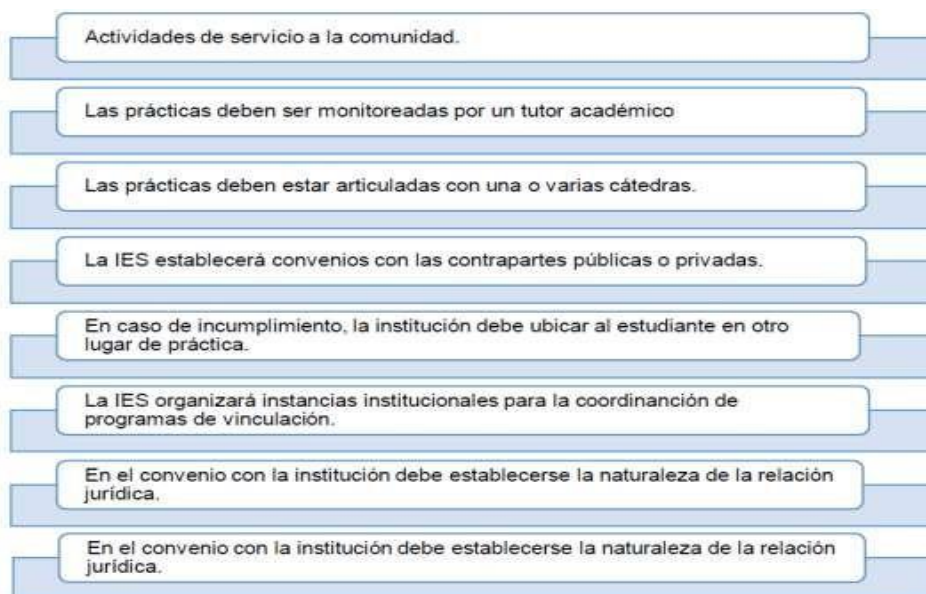 Actividades de servicio a la comunidad.
Las prácticas deben ser monitoreadas por un tutor académico
Las prácticas deben estar articuladas con una o varias cátedras.
La IES establecerá convenios con las contrapartes públicas o privadas.
En caso de incumplimiento, la institución debe ubicar al estudiante en otro
lugar de práctica.
La IES organizará instancias institucionales para la coordinanción de
programas de vinculación.
En el convenio con la institución debe establecerse la naturaleza de la relación
jurídica.
En el convenio con la institución debe establecerse la naturaleza de la relación
jurídica.